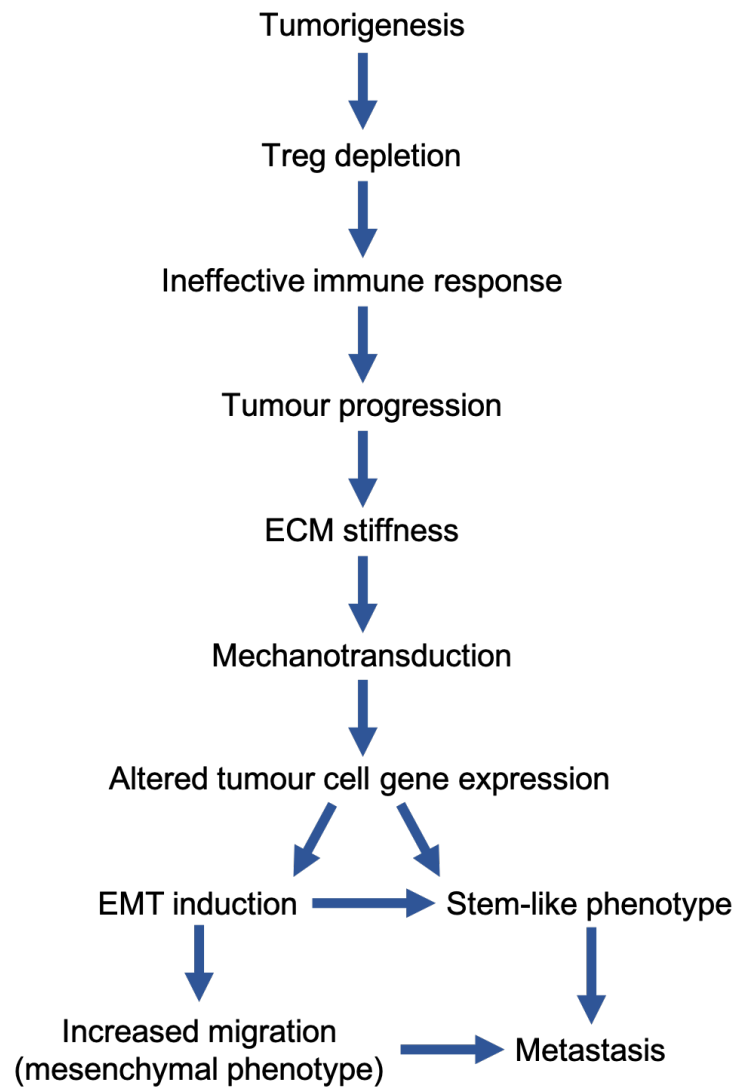 Tumorigenesis
Treg depletion
Ineffective immune response
Tumour progression
ECM stiffness
Mechanotransduction
Altered tumour cell gene expression
EMT induction
Stem-like phenotype
Increased migration
(mesenchymal phenotype)
Metastasis